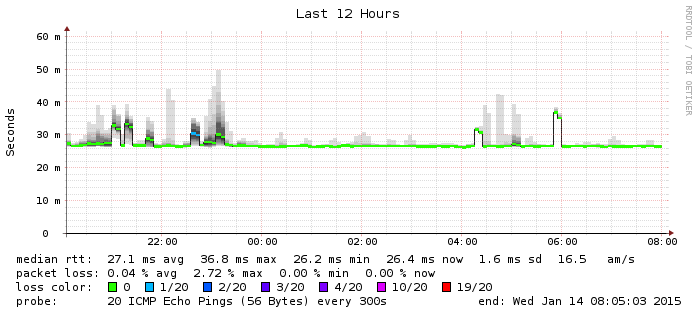 Last 12 Hours
RRDTOOL / TOBI OETIKER
Seconds
60 m
50 m
40 m
30 m
20 m
10 m
0
22:00 00:00 02:00 04:00 06:00 08:00
median rtt: 27.1 ms avg 36.8 ms max 26.2 ms min 26.4 ms now 1.6 ms sd 16.5 am/s
packet loss: 0.04 % avg 2.72 % max 0.00 % min 0.00 % now
loss color: 0 1/20 2/20 3/20 4/20 10/20 19/20
probe: 20 ICMP Echo Pings (56 Bytes) every 300s end: Wed Jan 14 08:05:03 2015